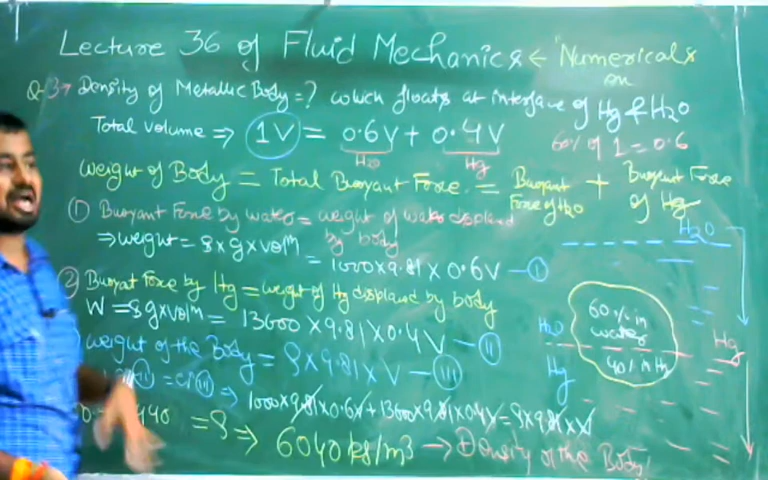 Lecture 36 of Fluid Mechanics ← "Numericals
on
Q-3→ Density of Metallic Body = ? which floats at interface of Hg & H2O
Total volume ⇒ 1V = 0.6V + 0.4V
H2O Hg
60% of 1 = 0.6
Weight of Body = Total Buoyant Force = Buoyant Force of H2O + Buoyant Force of Hg
① Buoyant Force by water = weight of water displaced by body
⇒ weight = ρ×g×volm = 1000×9.81×0.6V —Ⓘ
② Buoyant Force by Hg = weight of Hg displaced by body
W = ρg×volm = 13600×9.81×0.4V —Ⅱ
weight of the Body = ρ×9.81×V —Ⅲ
⇒ 1000×9.81×0.6V + 13600×9.81×0.4V = ρ×9.81×V
440 = ρ ⇒ 6040 kg/m³ → Density of the Body!
H2O
60% in water
40% in Hg
H2O
Hg
Hg